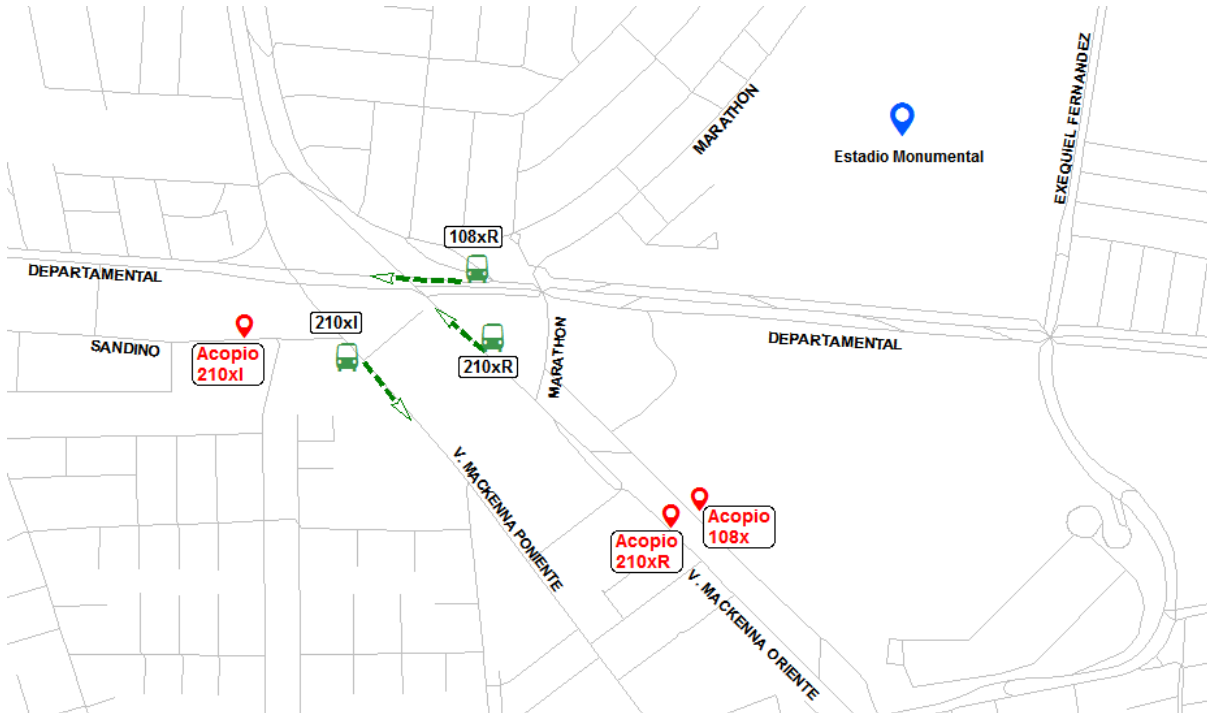 EXEQUIEL FERNANDEZ
MARATHON
Estadio Monumental
108xR
DEPARTAMENTAL
210xI
SANDINO
Acopio
210xI
210xR
MARATHON
DEPARTAMENTAL
V. MACKENNA PONIENTE
Acopio
108x
Acopio
210xR
V. MACKENNA ORIENTE